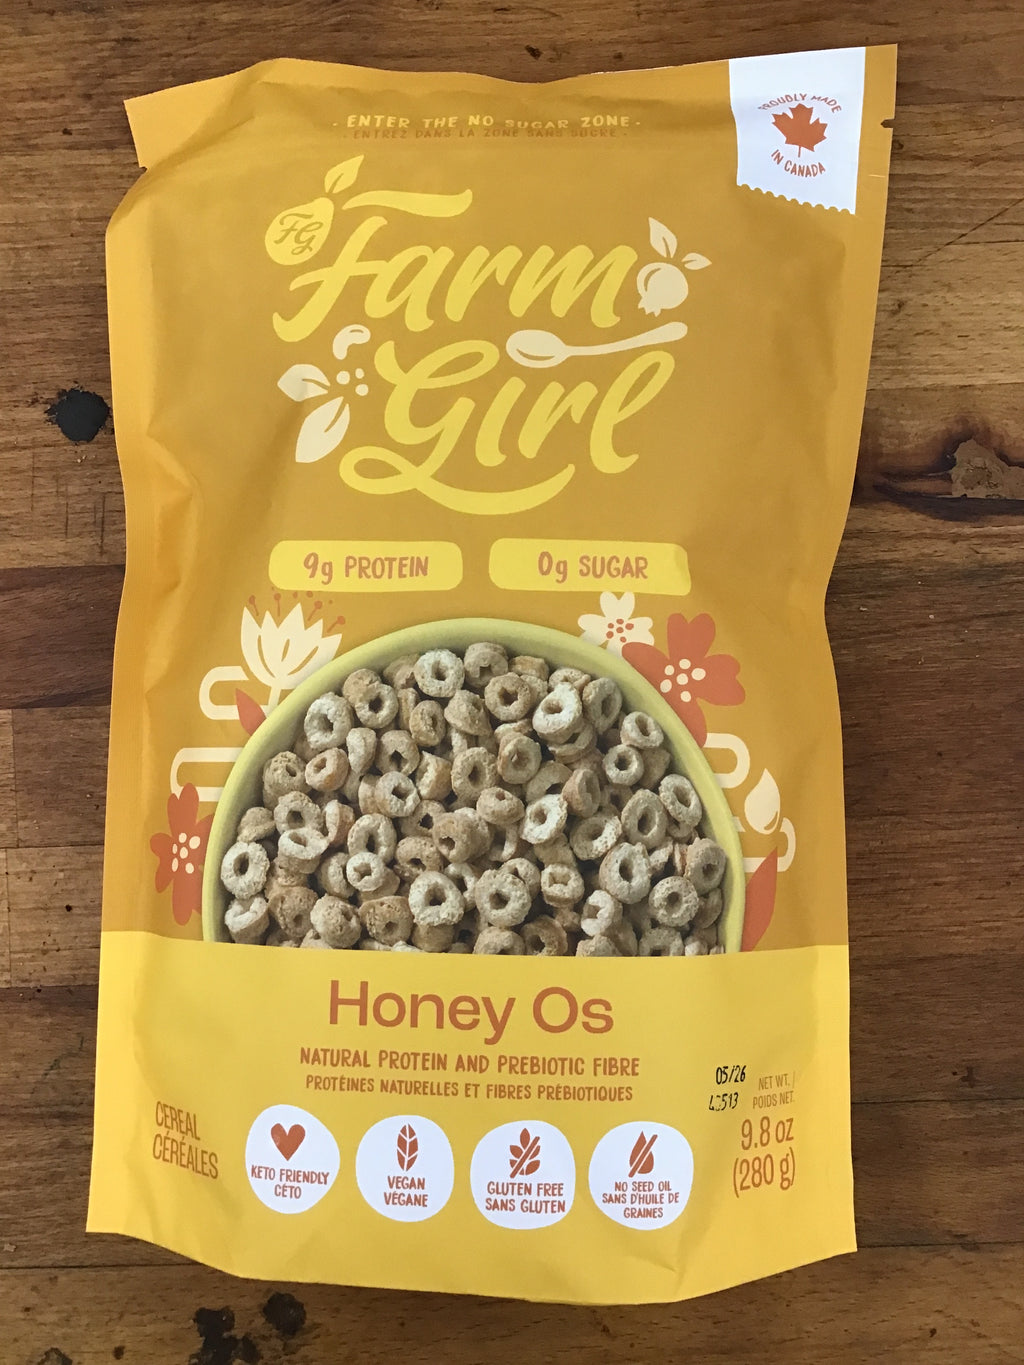 PROUDLY MADE
IN CANADA
· ENTER THE NO SUGAR ZONE ·
· ENTREZ DANS LA ZONE SANS SUCRE ·
FG
Farm
Girl
9g PROTEIN
0g SUGAR
Honey Os
NATURAL PROTEIN AND PREBIOTIC FIBRE
PROTÉINES NATURELLES ET FIBRES PRÉBIOTIQUES
CEREAL
CÉRÉALES
KETO FRIENDLY
CÉTO
VEGAN
VÉGANE
GLUTEN FREE
SANS GLUTEN
NO SEED OIL
SANS D'HUILE DE
GRAINES
05/26
NET WT.
POIDS NET.
9.8 oz
(280 g)